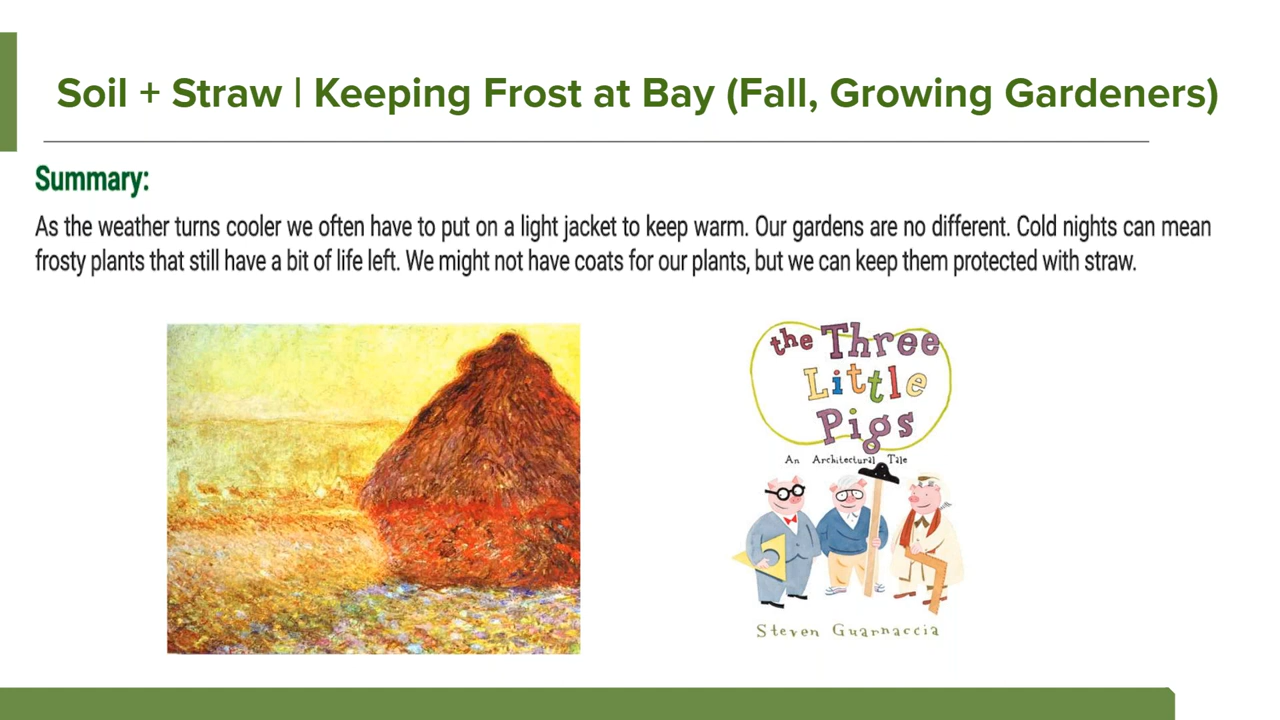 Soil + Straw | Keeping Frost at Bay (Fall, Growing Gardeners)
Summary:
As the weather turns cooler we often have to put on a light jacket to keep warm. Our gardens are no different. Cold nights can mean
frosty plants that still have a bit of life left. We might not have coats for our plants, but we can keep them protected with straw.
the Three
Little
Pigs
An Architectural Tale
Steven Guarnaccia